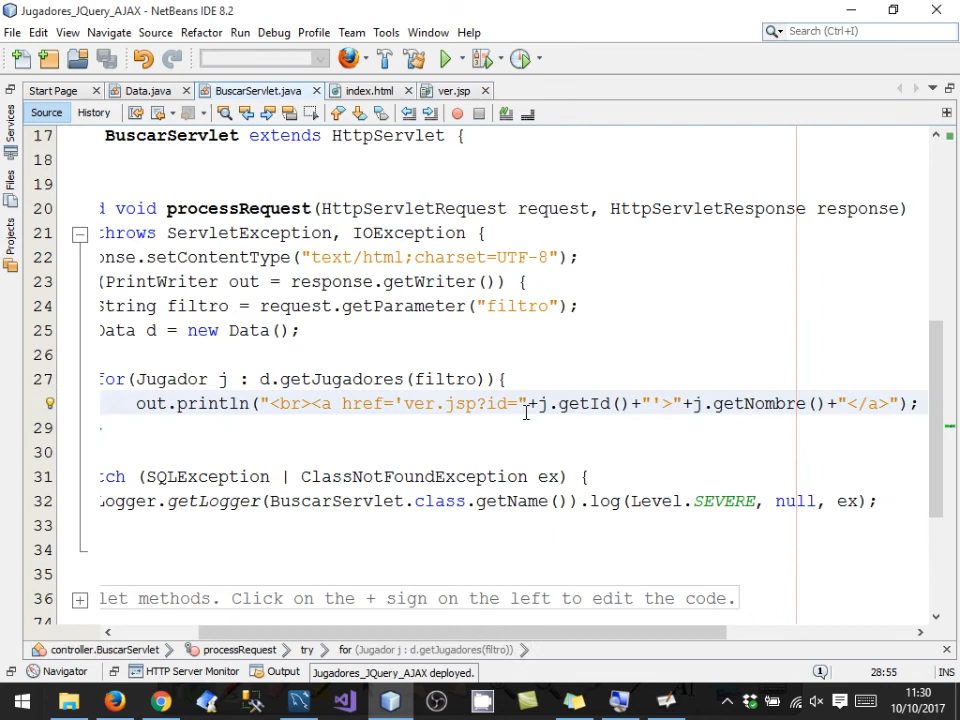 Jugadores_JQuery_AJAX - NetBeans IDE 8.2
File Edit View Navigate Source Refactor Run Debug Profile Team Tools Window Help
Search (Ctrl+I)
Start Page Data.java BuscarServlet.java index.html ver.jsp
Source History
Services
Files
Projects
17 BuscarServlet extends HttpServlet {
18
19
20 d void processRequest(HttpServletRequest request, HttpServletResponse response)
21 throws ServletException, IOException {
22 onse.setContentType("text/html;charset=UTF-8");
23 (PrintWriter out = response.getWriter()) {
24 String filtro = request.getParameter("filtro");
25 Data d = new Data();
26
27 for(Jugador j : d.getJugadores(filtro)){
out.println("<br><a href='ver.jsp?id="+j.getId()+"'>"+j.getNombre()+"</a>");
29
30
31 tch (SQLException | ClassNotFoundException ex) {
32 Logger.getLogger(BuscarServlet.class.getName()).log(Level.SEVERE, null, ex);
33
34
35
36 let methods. Click on the + sign on the left to edit the code.
74
controller.BuscarServlet processRequest try for (Jugador j : d.getJugadores(filtro))
Navigator HTTP Server Monitor Output Jugadores_JQuery_AJAX deployed. 28:55 INS
11:30
10/10/2017